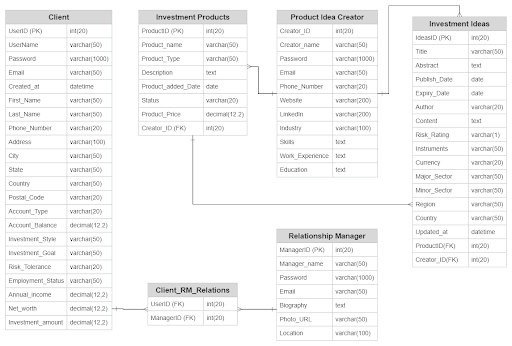 Client
UserID (PK) int(20)
UserName varchar(50)
Password varchar(1000)
Email varchar(50)
Created_at datetime
First_Name varchar(50)
Last_Name varchar(50)
Phone_Number varchar(20)
Address varchar(100)
City varchar(50)
State varchar(50)
Country varchar(50)
Postal_Code varchar(20)
Account_Type varchar(20)
Account_Balance decimal(12,2)
Investment_Style varchar(50)
Investment_Goal varchar(50)
Risk_Tolerance varchar(20)
Employment_Status varchar(50)
Annual_income decimal(12,2)
Net_worth decimal(12,2)
Investment_amount decimal(12,2)
Investment Products
ProductID (PK) int(20)
Product_name varchar(50)
Product_Type varchar(50)
Description text
Product_added_Date date
Status varchar(20)
Product_Price decimal(12,2)
Creator_ID (FK) int(20)
Product Idea Creator
Creator_ID int(20)
Creator_name varchar(50)
Password varchar(1000)
Email varchar(50)
Phone_Number varchar(20)
Website varchar(200)
LinkedIn varchar(200)
Industry varchar(100)
Skills text
Work_Experience text
Education text
Investment Ideas
IdeasID (PK) int(20)
Title varchar(50)
Abstract text
Publish_Date date
Expiry_Date date
Author varchar(20)
Content text
Risk_Rating varchar(1)
Instruments varchar(50)
Currency varchar(20)
Major_Sector varchar(50)
Minor_Sector varchar(50)
Region varchar(50)
Country varchar(50)
Updated_at datetime
ProductID(FK) int(20)
Creator_ID(FK) int(20)
Client_RM_Relations
UserID (FK) int(20)
ManagerID (FK) int(20)
Relationship Manager
ManagerID (PK) int(20)
Manager_name varchar(50)
Password varchar(1000)
Email varchar(50)
Biography text
Photo_URL varchar(50)
Location varchar(100)